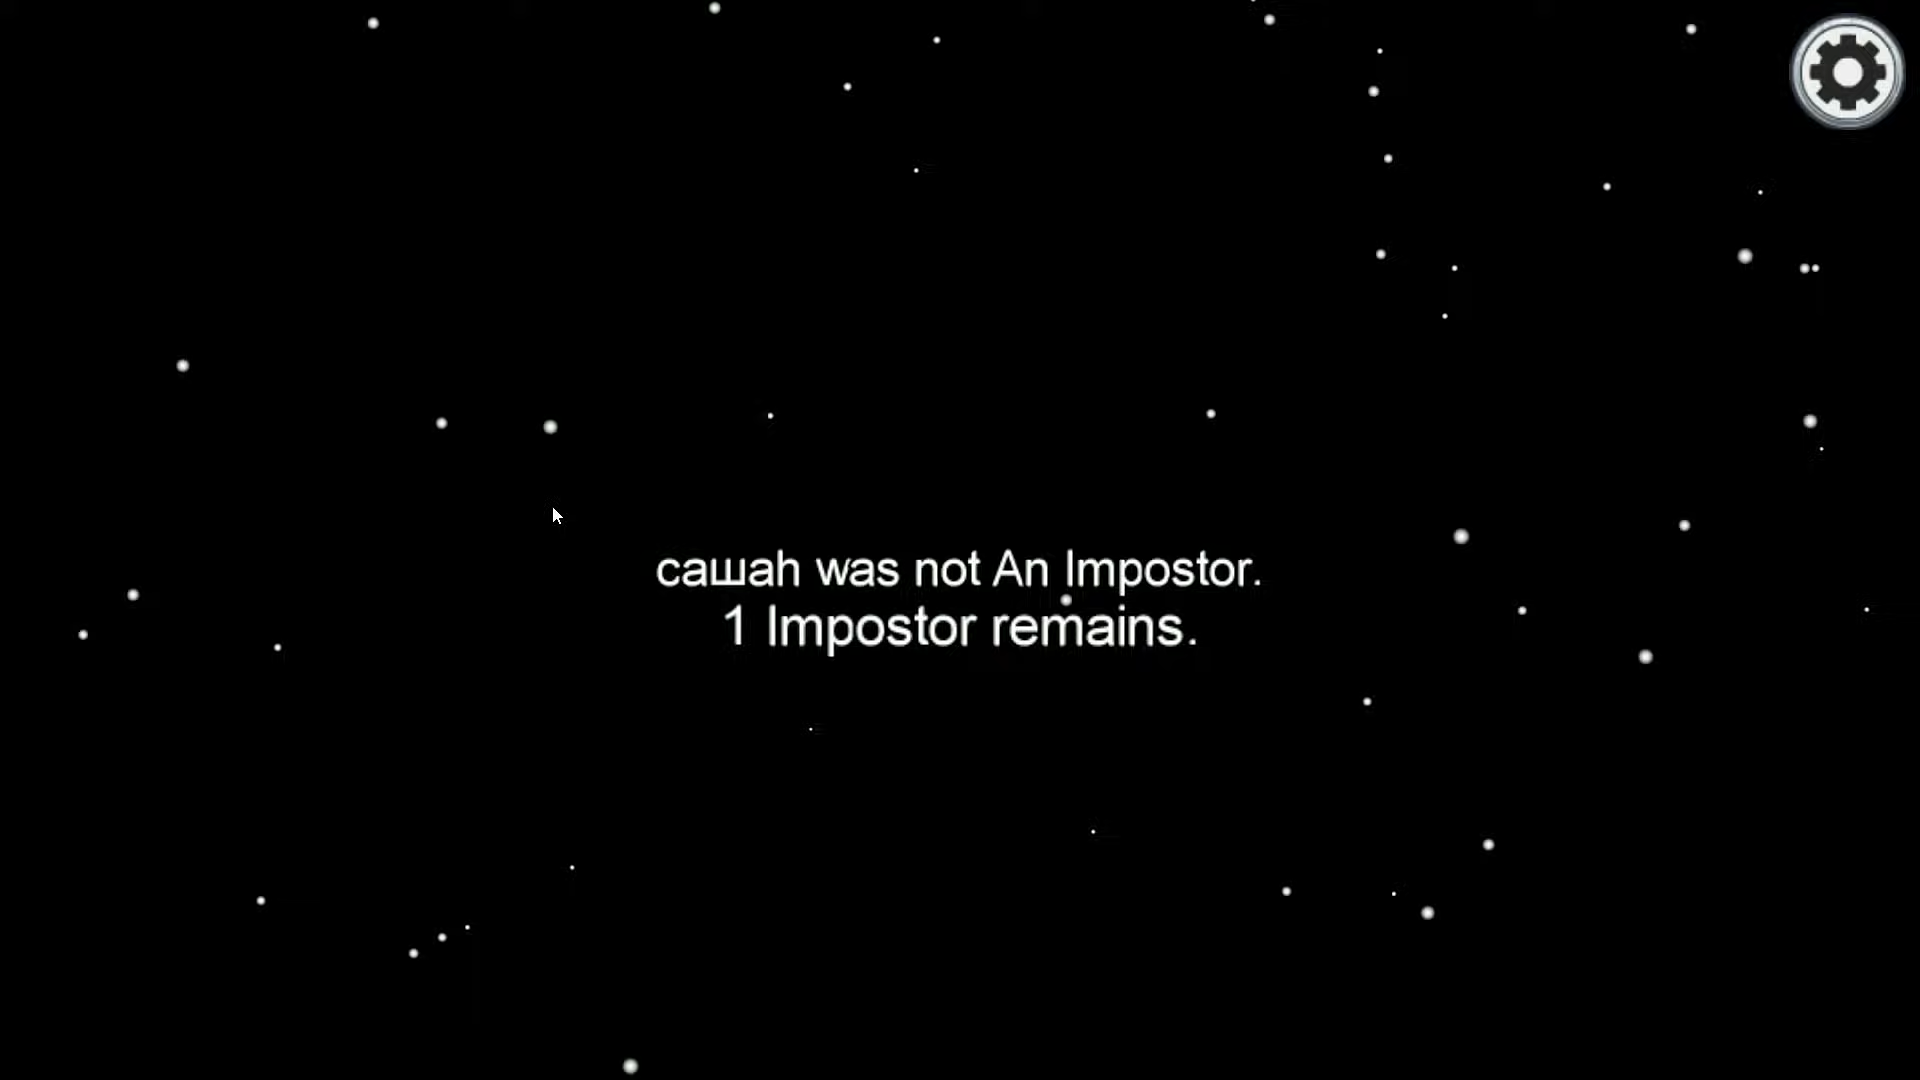 сашаh was not An Impostor.
1 Impostor remains.